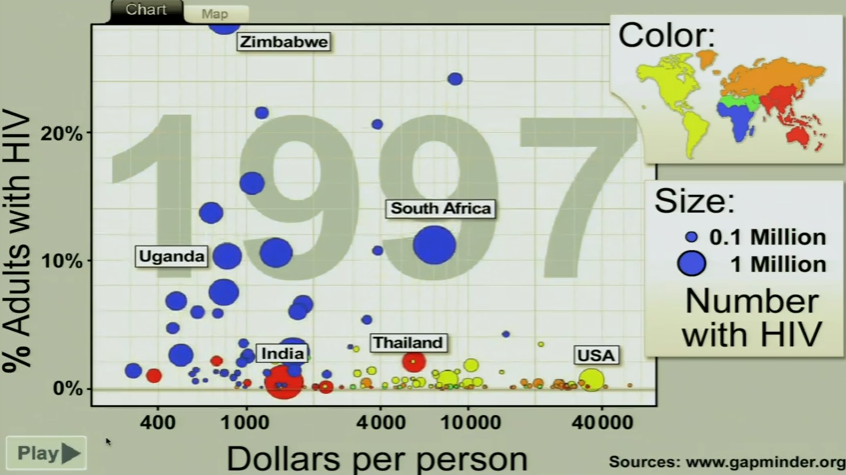 Chart
Map
Zimbabwe
Color:
20%
1997
% Adults with HIV
South Africa
Size:
0.1 Million
1 Million
Number
with HIV
Uganda
10%
Thailand
India
USA
0%
400
1000
4000
10000
40000
Play
Dollars per person
Sources: www.gapminder.org